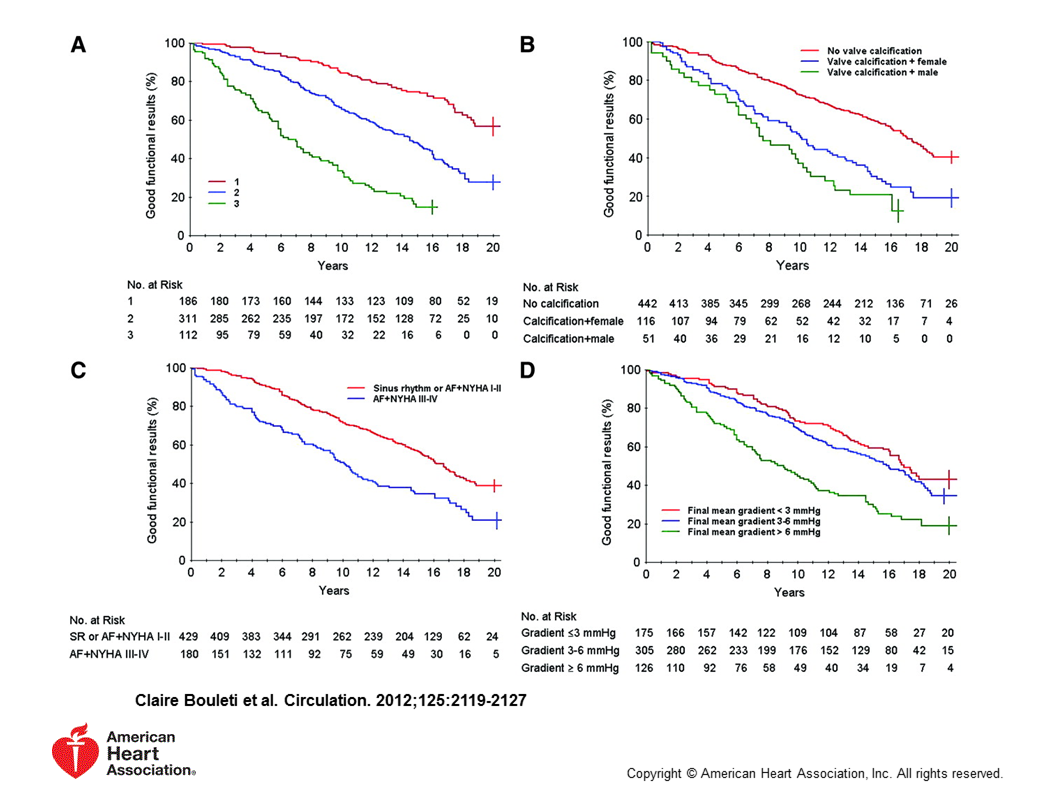 A
Good functional results (%)
100
80
60
40
20
0
1
2
3
0 2 4 6 8 10 12 14 16 18 20
Years
No. at Risk
1 186 180 173 160 144 133 123 109 80 52 19
2 311 285 262 235 197 172 152 128 72 25 10
3 112 95 79 59 40 32 22 16 6 0 0
B
Good functional results (%)
100
80
60
40
20
0
No valve calcification
Valve calcification + female
Valve calcification + male
0 2 4 6 8 10 12 14 16 18 20
Years
No. at Risk
No calcification 442 413 385 345 299 268 244 212 136 71 26
Calcification+female 116 107 94 79 62 52 42 32 17 7 4
Calcification+male 51 40 36 29 21 16 12 10 5 0 0
C
Good functional results (%)
100
80
60
40
20
0
Sinus rhythm or AF+NYHA I-II
AF+NYHA III-IV
0 2 4 6 8 10 12 14 16 18 20
Years
No. at Risk
SR or AF+NYHA I-II 429 409 383 344 291 262 239 204 129 62 24
AF+NYHA III-IV 180 151 132 111 92 75 59 49 30 16 5
D
Good functional results (%)
100
80
60
40
20
0
Final mean gradient < 3 mmHg
Final mean gradient 3-6 mmHg
Final mean gradient > 6 mmHg
0 2 4 6 8 10 12 14 16 18 20
Years
No. at Risk
Gradient ≤3 mmHg 175 166 157 142 122 109 104 87 58 27 20
Gradient 3-6 mmHg 305 280 262 233 199 176 152 129 80 42 15
Gradient ≥ 6 mmHg 126 110 92 76 58 49 40 34 19 7 4
Claire Bouleti et al. Circulation. 2012;125:2119-2127
American
Heart
Association®
Copyright © American Heart Association, Inc. All rights reserved.